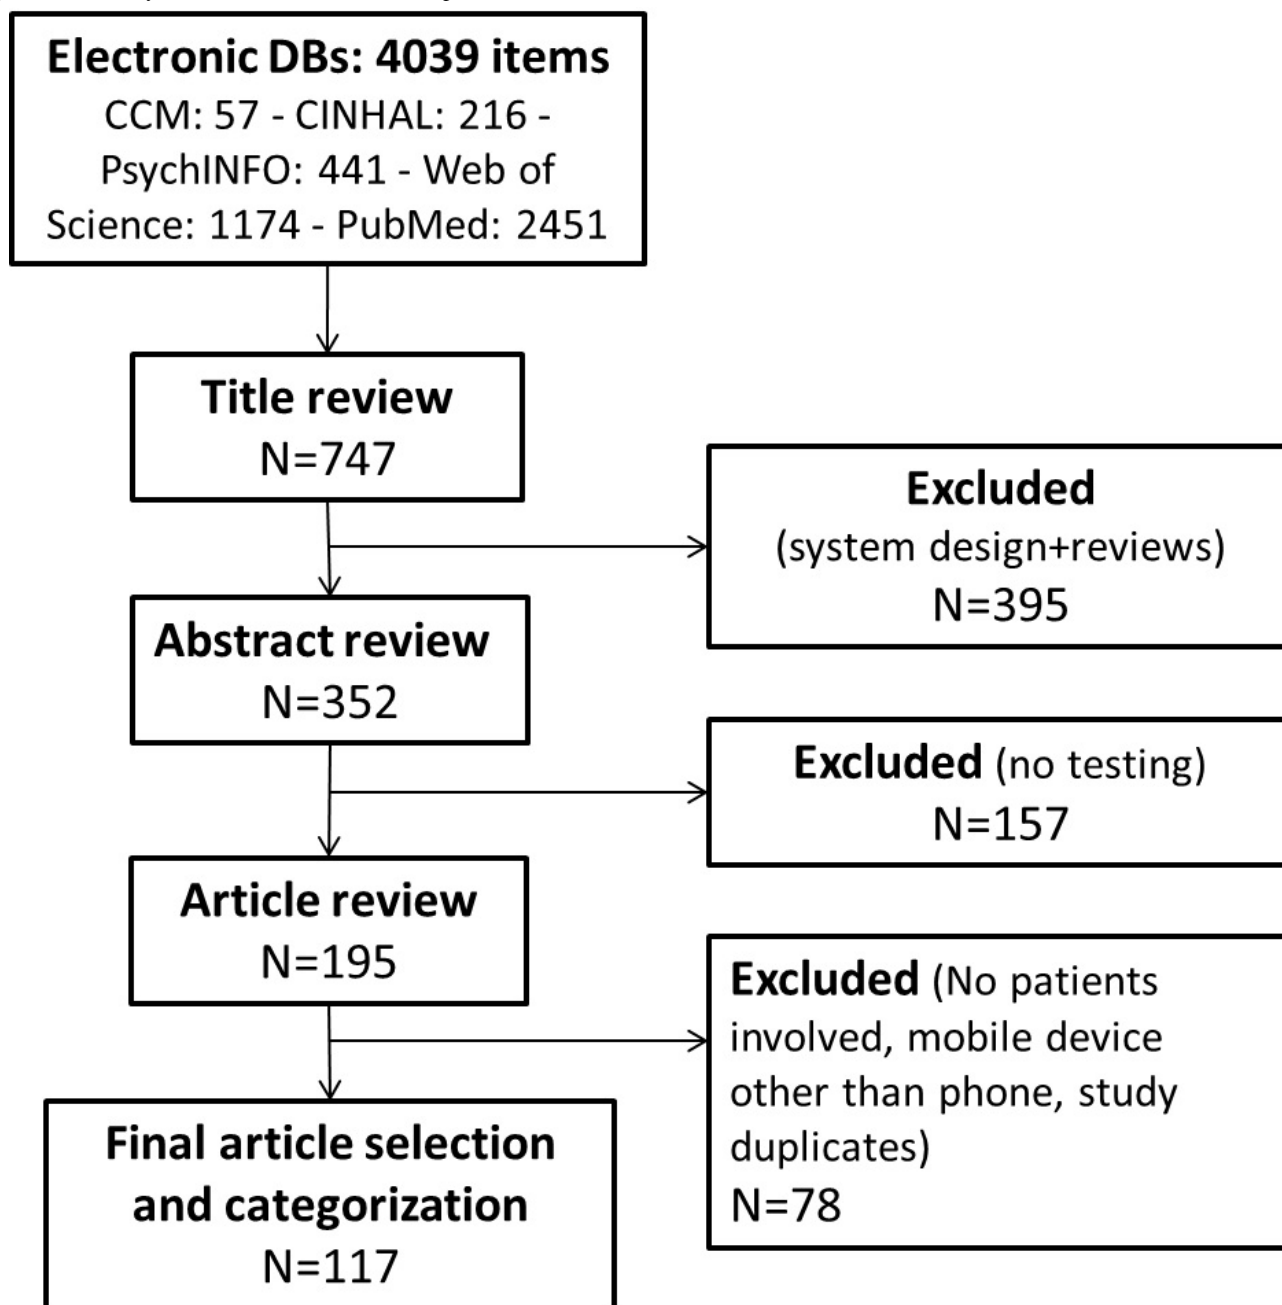 Electronic DBs: 4039 items
CCM: 57 - CINHAL: 216 -
PsychINFO: 441 - Web of
Science: 1174 - PubMed: 2451
Title review
N=747
Excluded
(system design+reviews)
N=395
Abstract review
N=352
Excluded (no testing)
N=157
Article review
N=195
Excluded (No patients
involved, mobile device
other than phone, study
duplicates)
N=78
Final article selection
and categorization
N=117